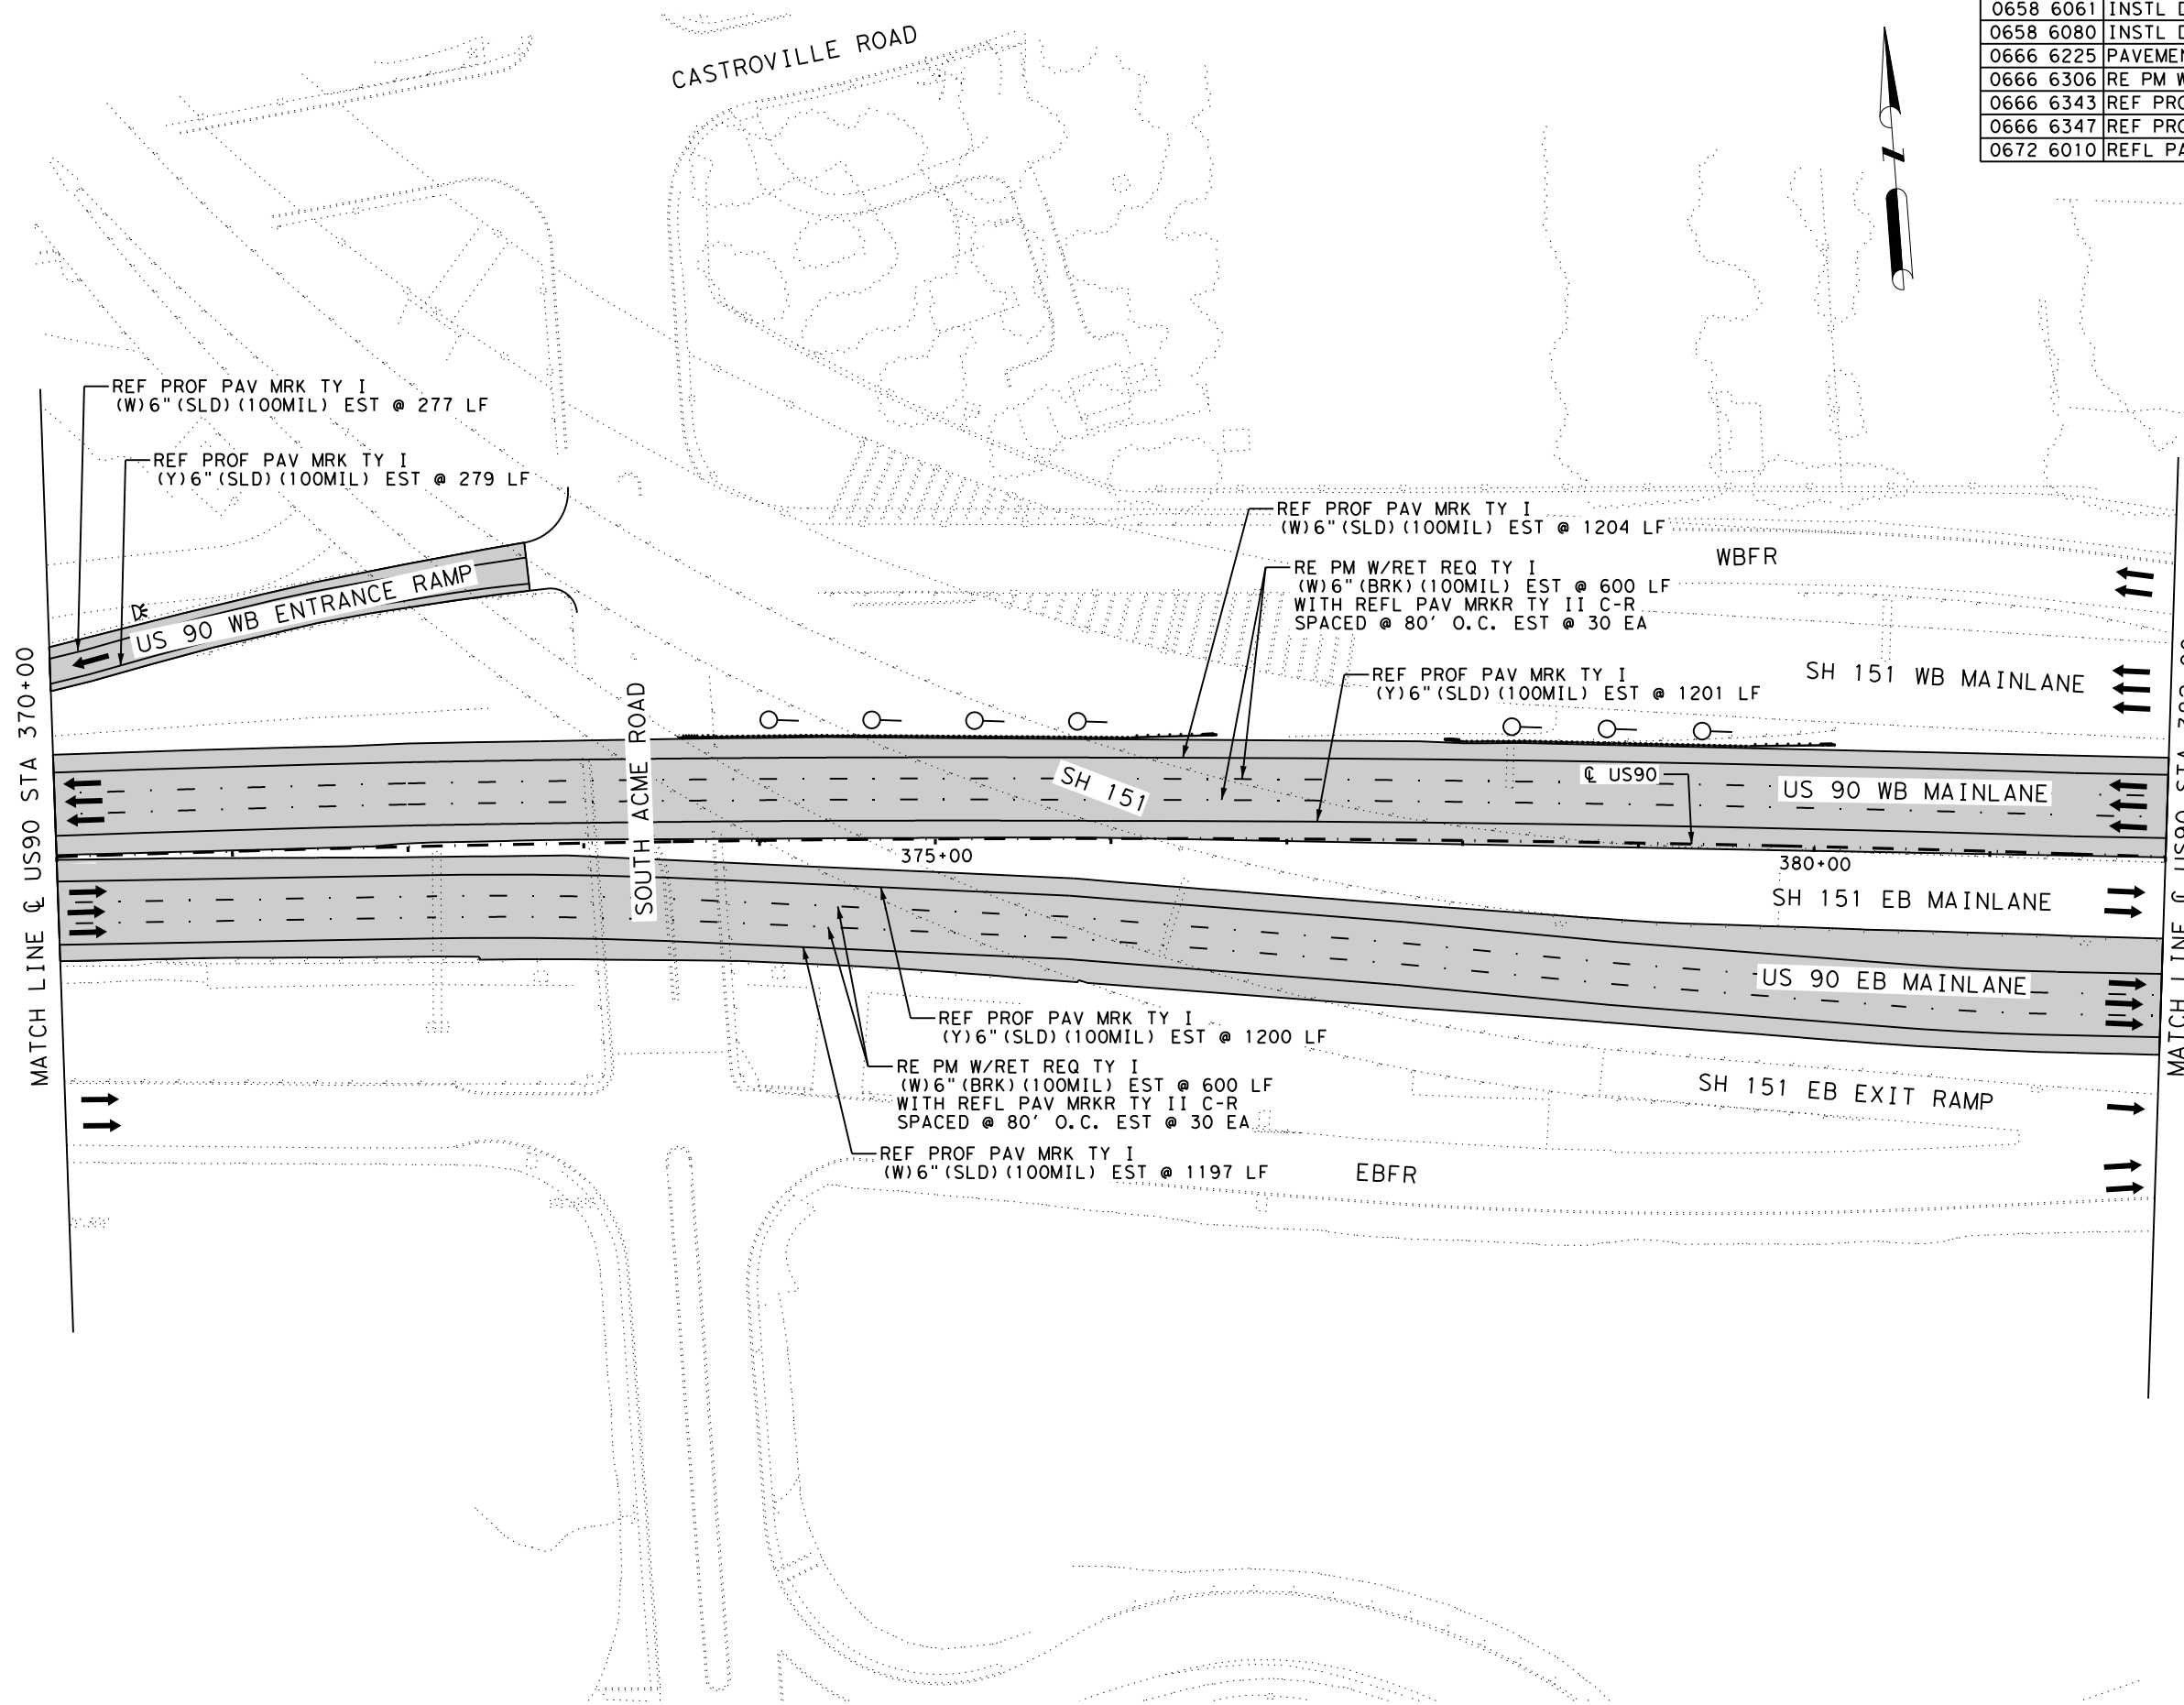 0658 6061 INSTL
0658 6080 INSTL
0666 6225
0666 6306 RE PM
0666 6343 REF
0666 6347 REF
0672 6010 REFL
CASTROVILLE ROAD
REF PROF PAV MRK TY I
(W)6"(SLD)(100MIL) EST @ 277 LF
REF PROF PAV MRK TY I
(Y)6"(SLD)(100MIL) EST @ 279 LF
REF PROF PAV MRK TY I
(W)6"(SLD)(100MIL) EST @ 1204 LF
WBFR
RE PM W/RET REQ TY I
(W)6"(BRK)(100MIL) EST @ 600 LF
WITH REFL PAV MRKR TY II C-R
SPACED @ 80' O.C. EST @ 30 EA
US 90 WB ENTRANCE RAMP
REF PROF PAV MRK TY I
(Y)6"(SLD)(100MIL) EST @ 1201 LF
SH 151 WB MAINLANE
MATCH LINE ℄ US90 STA 370+00
SOUTH ACME ROAD
SH 151
℄ US90
US 90 WB MAINLANE
375+00
380+00
SH 151 EB MAINLANE
US 90 EB MAINLANE
MATCH LINE ℄ US90 STA
REF PROF PAV MRK TY I
(Y)6"(SLD)(100MIL) EST @ 1200 LF
RE PM W/RET REQ TY I
(W)6"(BRK)(100MIL) EST @ 600 LF
WITH REFL PAV MRKR TY II C-R
SPACED @ 80' O.C. EST @ 30 EA
SH 151 EB EXIT RAMP
REF PROF PAV MRK TY I
(W)6"(SLD)(100MIL) EST @ 1197 LF
EBFR